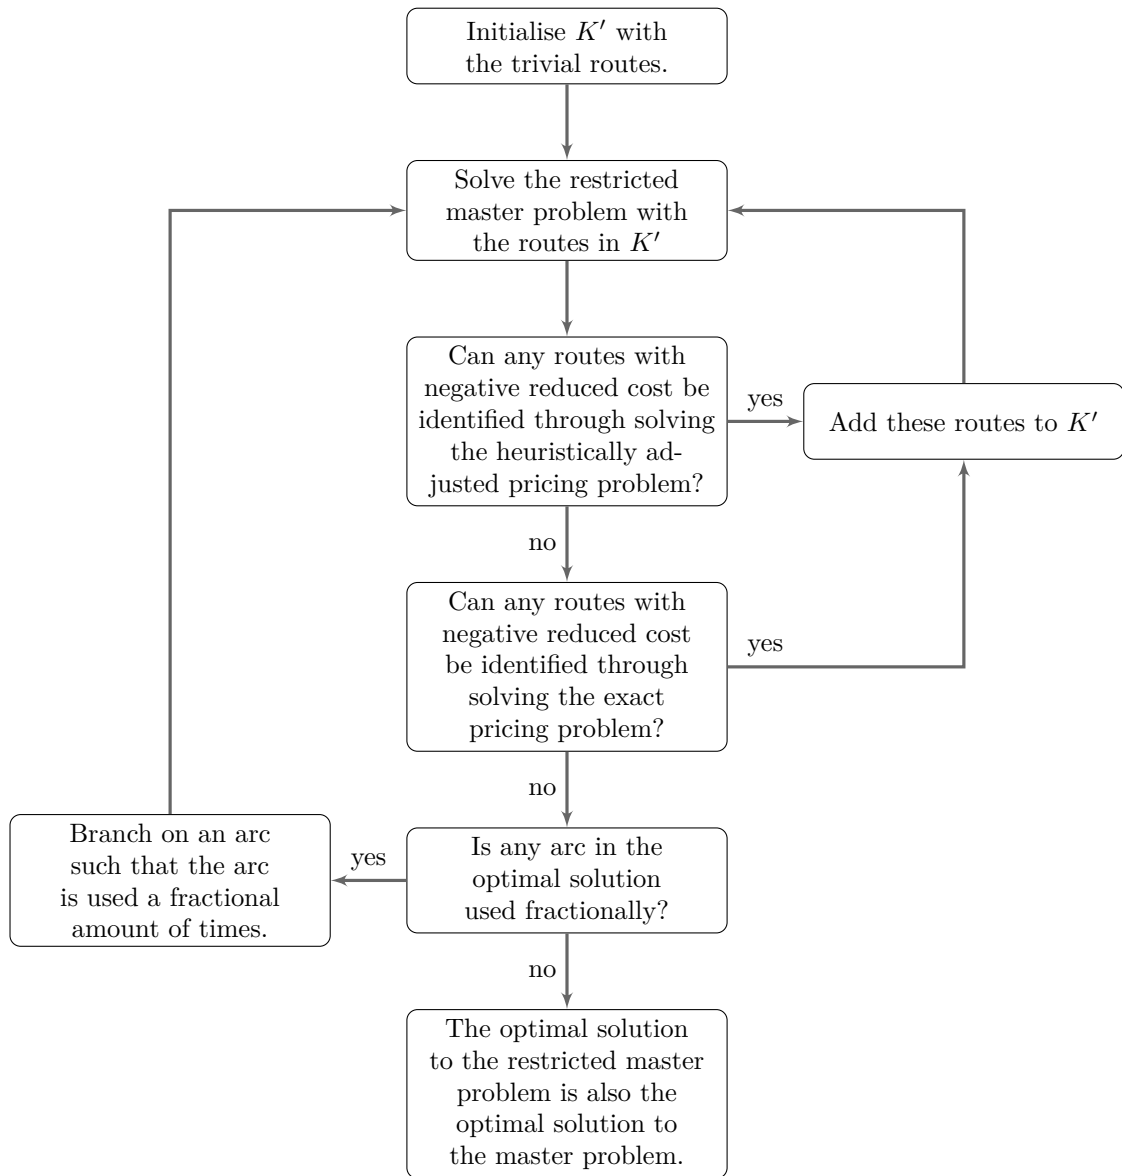 Initialise K′ with
the trivial routes.
Solve the restricted
master problem with
the routes in K′
Can any routes with
negative reduced cost be
identified through solving
the heuristically ad-
justed pricing problem?
yes
Add these routes to K′
no
Can any routes with
negative reduced cost
be identified through
solving the exact
pricing problem?
yes
no
Is any arc in the
optimal solution
used fractionally?
yes
Branch on an arc
such that the arc
is used a fractional
amount of times.
no
The optimal solution
to the restricted master
problem is also the
optimal solution to
the master problem.